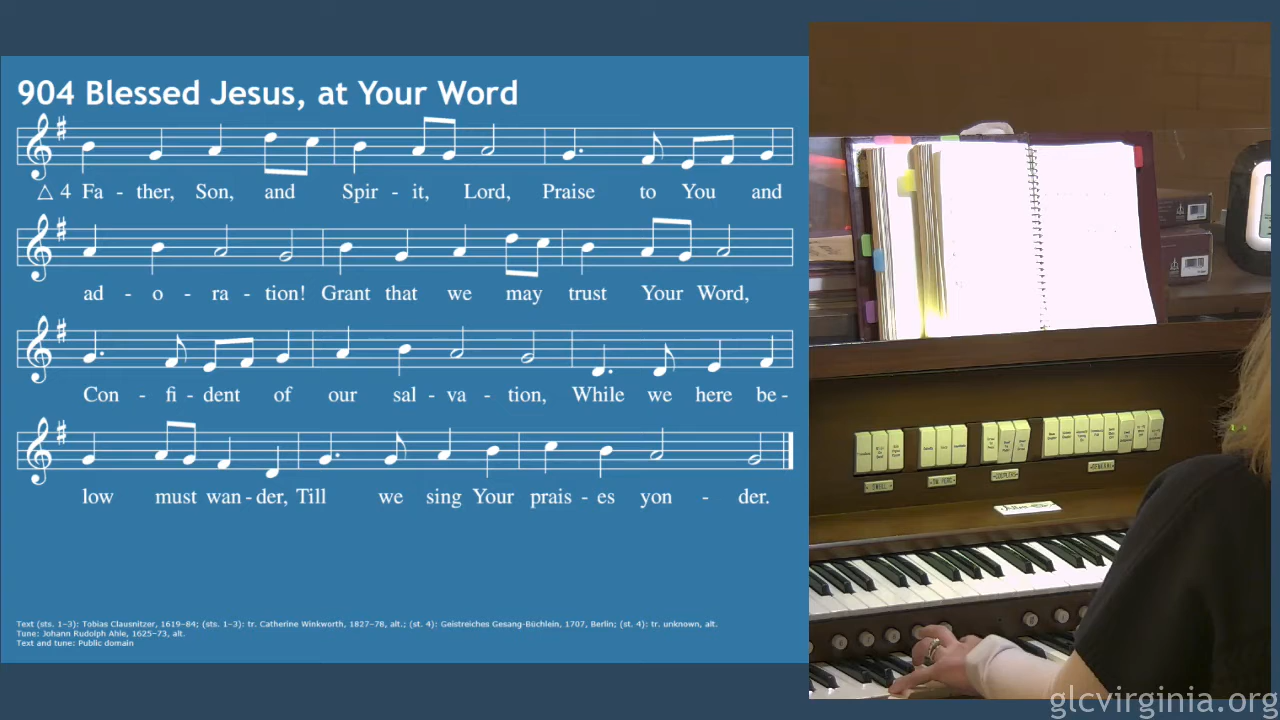 904 Blessed Jesus, at Your Word
△ 4 Fa - ther, Son, and Spir - it, Lord, Praise to You and
ad - o - ra - tion! Grant that we may trust Your Word,
Con - fi - dent of our sal - va - tion, While we here be -
low must wan - der, Till we sing Your prais - es yon - der.
Text (sts. 1–3): Tobias Clausnitzer, 1619–84; (sts. 1–3): tr. Catherine Winkworth, 1827–78, alt.; (st. 4): Geistreiches Gesang-Büchlein, 1707, Berlin; (st. 4): tr. unknown, alt.
Tune: Johann Rudolph Ahle, 1625–73, alt.
Text and tune: Public domain
SWELL
COUPLERS
GENERAL
glcvirginia.org